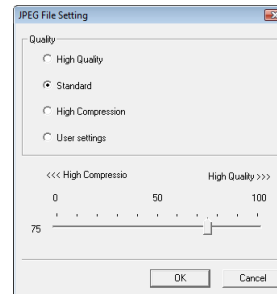 JPEG File Setting
Quality
High Quality
Standard
High Compression
User settings
<<< High Compressio High Quality >>>
0 50 100
75
OK Cancel